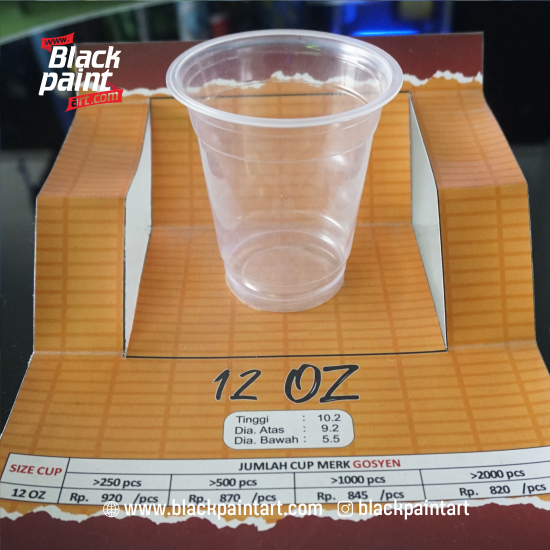 www.
Black
paint
art.com
12 OZ
Tinggi : 10.2
Dia. Atas : 9.2
Dia. Bawah : 5.5
SIZE CUP
JUMLAH CUP MERK GOSYEN
>250 pcs >500 pcs >1000 pcs >2000 pcs
12 OZ Rp. 920 /pcs Rp. 870 /pcs Rp. 845 /pcs Rp. 820 /pcs
www.blackpaintart.com blackpaintart